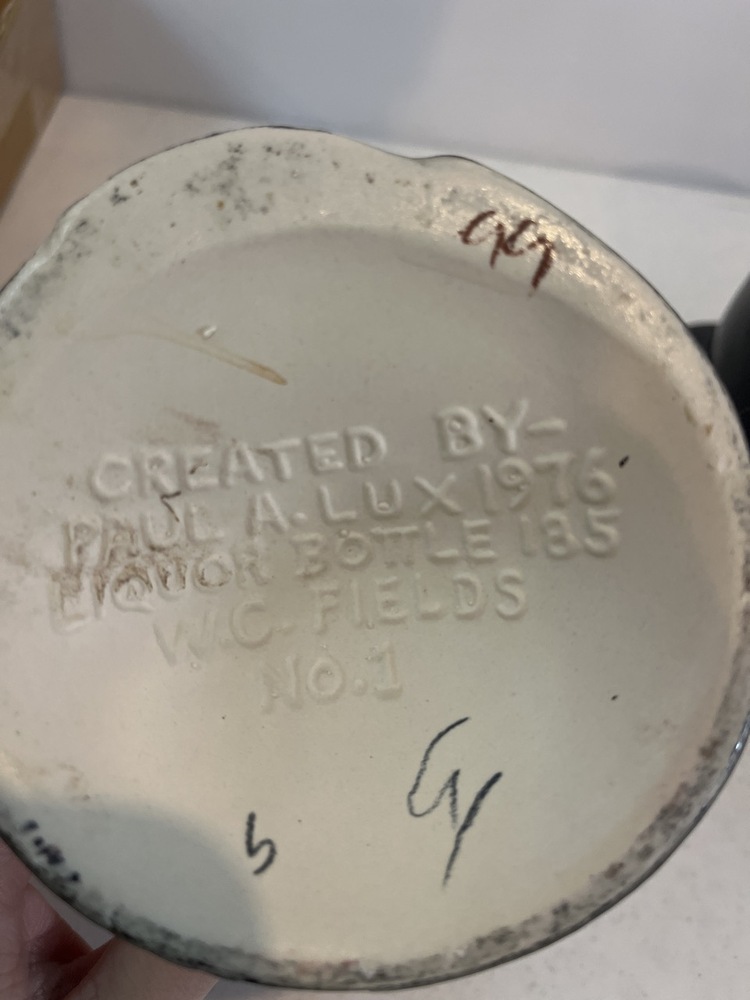 CREATED BY-
PAUL A. LUX 1976
LIQUOR BOTTLE 185
W.C. FIELDS
NO.1